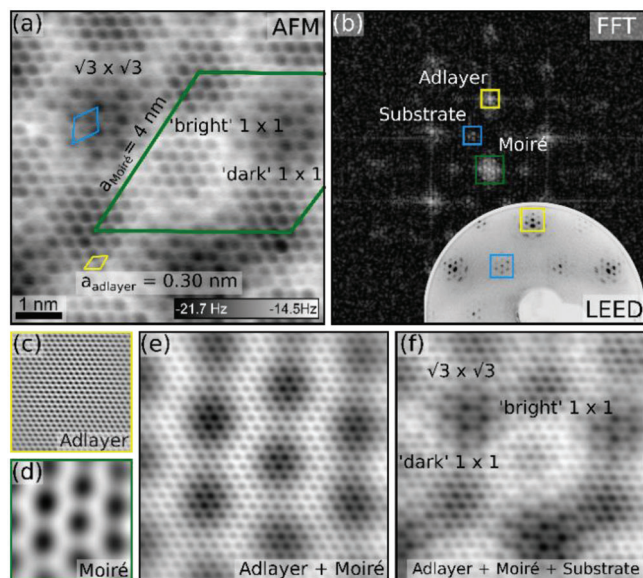 (a)
AFM
√3 x √3
a_Moiré = 4 nm
'bright' 1 x 1
'dark' 1 x 1
a_adlayer = 0.30 nm
1 nm
-21.7 Hz
-14.5Hz
(b)
FFT
Adlayer
Substrate
Moiré
LEED
(c)
Adlayer
(d)
Moiré
(e)
Adlayer + Moiré
(f)
√3 x √3
'bright' 1 x 1
'dark' 1 x 1
Adlayer + Moiré + Substrate